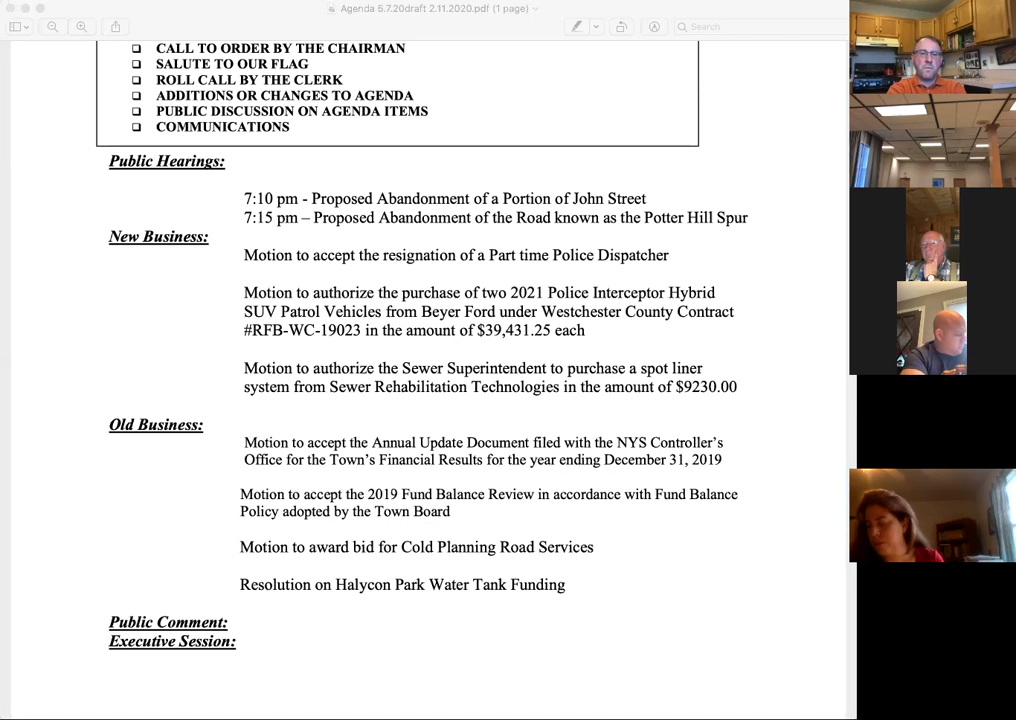 Agenda 5.7.20draft 2.11.2020.pdf (1 page)
Search
CALL TO ORDER BY THE CHAIRMAN
SALUTE TO OUR FLAG
ROLL CALL BY THE CLERK
ADDITIONS OR CHANGES TO AGENDA
PUBLIC DISCUSSION ON AGENDA ITEMS
COMMUNICATIONS
Public Hearings:
7:10 pm - Proposed Abandonment of a Portion of John Street
7:15 pm – Proposed Abandonment of the Road known as the Potter Hill Spur
New Business:
Motion to accept the resignation of a Part time Police Dispatcher
Motion to authorize the purchase of two 2021 Police Interceptor Hybrid
SUV Patrol Vehicles from Beyer Ford under Westchester County Contract
#RFB-WC-19023 in the amount of $39,431.25 each
Motion to authorize the Sewer Superintendent to purchase a spot liner
system from Sewer Rehabilitation Technologies in the amount of $9230.00
Old Business:
Motion to accept the Annual Update Document filed with the NYS Controller's
Office for the Town's Financial Results for the year ending December 31, 2019
Motion to accept the 2019 Fund Balance Review in accordance with Fund Balance
Policy adopted by the Town Board
Motion to award bid for Cold Planning Road Services
Resolution on Halycon Park Water Tank Funding
Public Comment:
Executive Session: